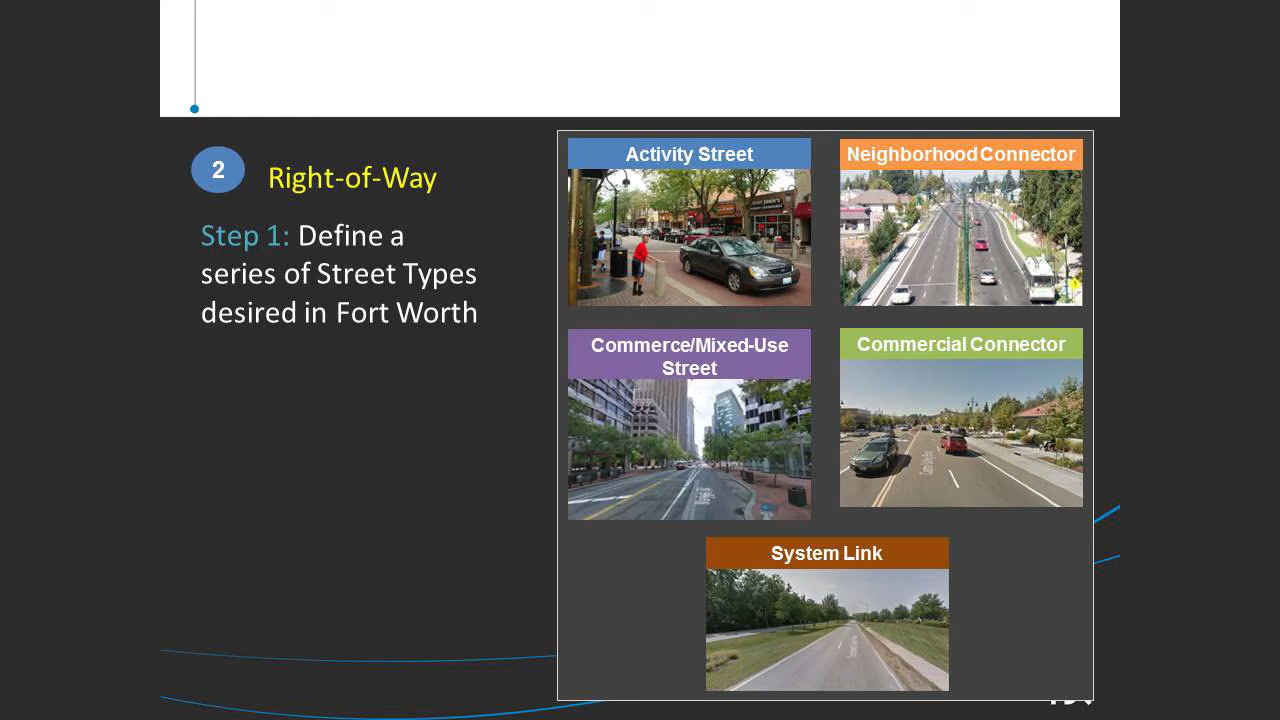 2
Right-of-Way
Step 1: Define a
series of Street Types
desired in Fort Worth
Activity Street
Neighborhood Connector
Commerce/Mixed-Use
Street
Commercial Connector
System Link